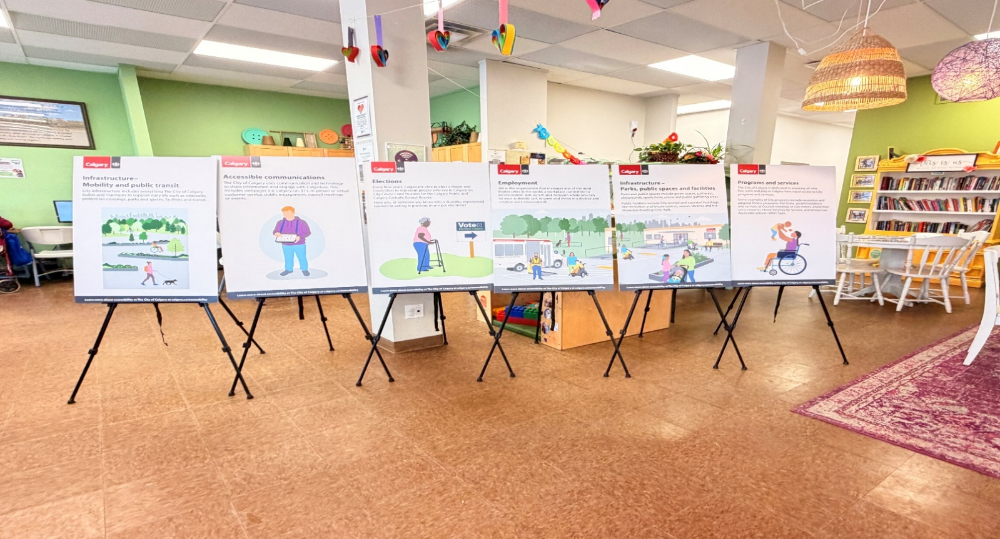 Calgary
Infrastructure–
Mobility and public transit
City infrastructure includes everything The City of Calgary
builds and maintains to support daily life such as sidewalks,
pedestrian crossings, parks and spaces, facilities and transit.
Learn more about accessibility at The City of Calgary at calgary.ca/accessibility
Calgary
Accessible communications
The City of Calgary uses communication and technology
to share information and engage with Calgarians. This
includes webpages (i.e. calgary.ca), 311, in-person or virtual
customer service, public engagement, council meetings
or events.
Learn more about accessibility at The City of Calgary at calgary.ca/accessibility
Calgary
Elections
Every four years, Calgarians vote to elect a Mayor and
Councillors to represent people who live in Calgary on
City Council and Trustees for the Calgary Public and
Calgary Catholic School Boards.
Have you, or someone you know with a disability, experienced
barriers to voting in previous municipal elections?
Vote
Elections Calgary
Learn more about accessibility at The City of Calgary at calgary.ca/accessibility
Calgary
Employment
We're the organization that manages one of the most
livable cities in the world, a workplace committed to
reconciliation, anti-racism and inclusion where you can
be your authentic self, to grow and thrive in a diverse and
creative work environment.
Learn more about accessibility at The City of Calgary at calgary.ca/accessibility
Calgary
Infrastructure –
Parks, public spaces and facilities
Parks and public spaces include green spaces, pathways,
playgrounds, sports fields, plazas and public gathering areas.
Public facilities include City-owned and operated buildings
like recreation and leisure centres, arenas, libraries and the
Municipal Building (City Hall).
Learn more about accessibility at The City of Calgary at calgary.ca/accessibility
Calgary
Programs and services
The City of Calgary is dedicated to ensuring all who
live, work and play in Calgary have equal access to City
programs and services.
Some examples of City programs include recreation and
adapted fitness programs, Fair Entry, accommodations
and services at Council meetings or City events, wheelchair
ramp requests, Home Services for Seniors, and Wheelchair
Accessible Vehicle (WAV) Taxis.
Learn more about accessibility at The City of Calgary at calgary.ca/accessibility
this is us